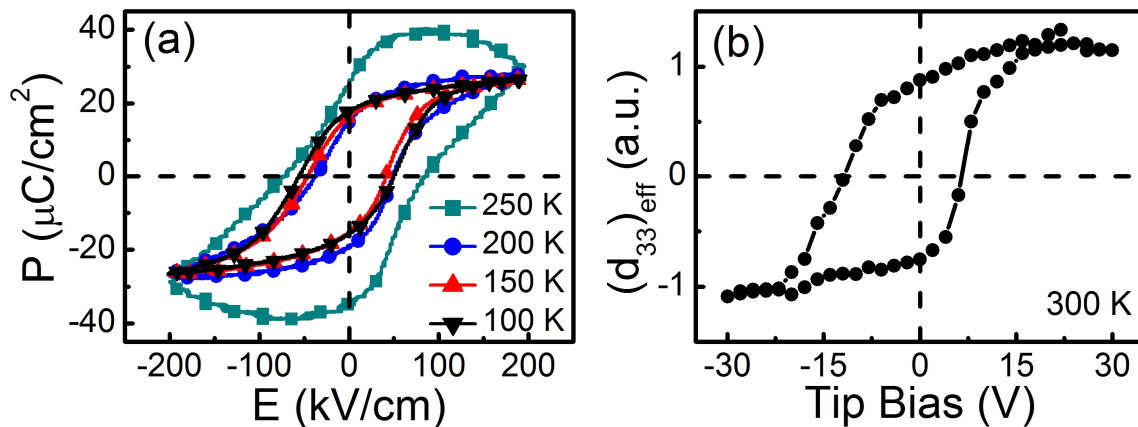 (a)
P (μC/cm²)
40
20
0
-20
-40
250 K
200 K
150 K
100 K
-200
-100
0
100
200
E (kV/cm)
(b)
(d₃₃)eff (a.u.)
1
0
-1
300 K
-30
-15
0
15
30
Tip Bias (V)